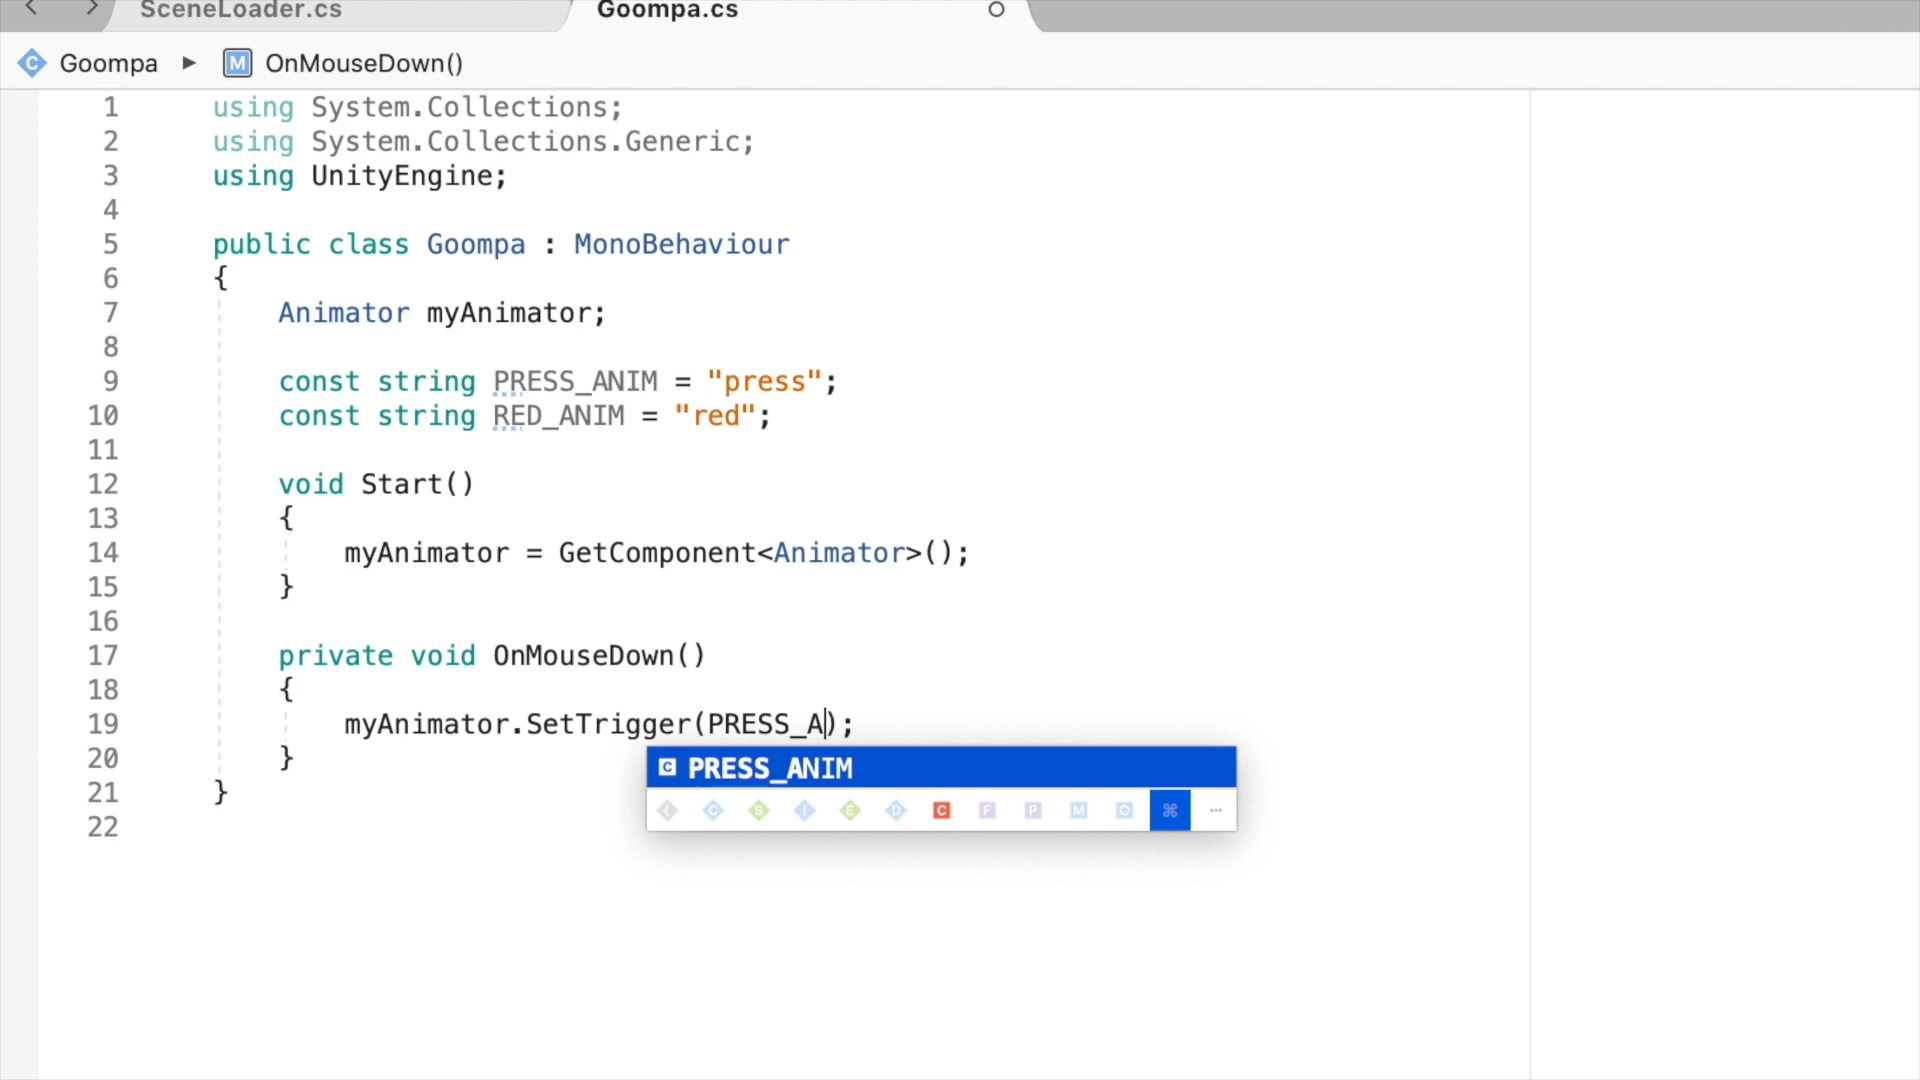 SceneLoader.cs
Goompa.cs
C Goompa ▶ M OnMouseDown()
1 using System.Collections;
2 using System.Collections.Generic;
3 using UnityEngine;
4
5 public class Goompa : MonoBehaviour
6 {
7 Animator myAnimator;
8
9 const string PRESS_ANIM = "press";
10 const string RED_ANIM = "red";
11
12 void Start()
13 {
14 myAnimator = GetComponent<Animator>();
15 }
16
17 private void OnMouseDown()
18 {
19 myAnimator.SetTrigger(PRESS_A);
20 }
21 }
22
C PRESS_ANIM
{ C S I E D C F P M O ⌘ ...